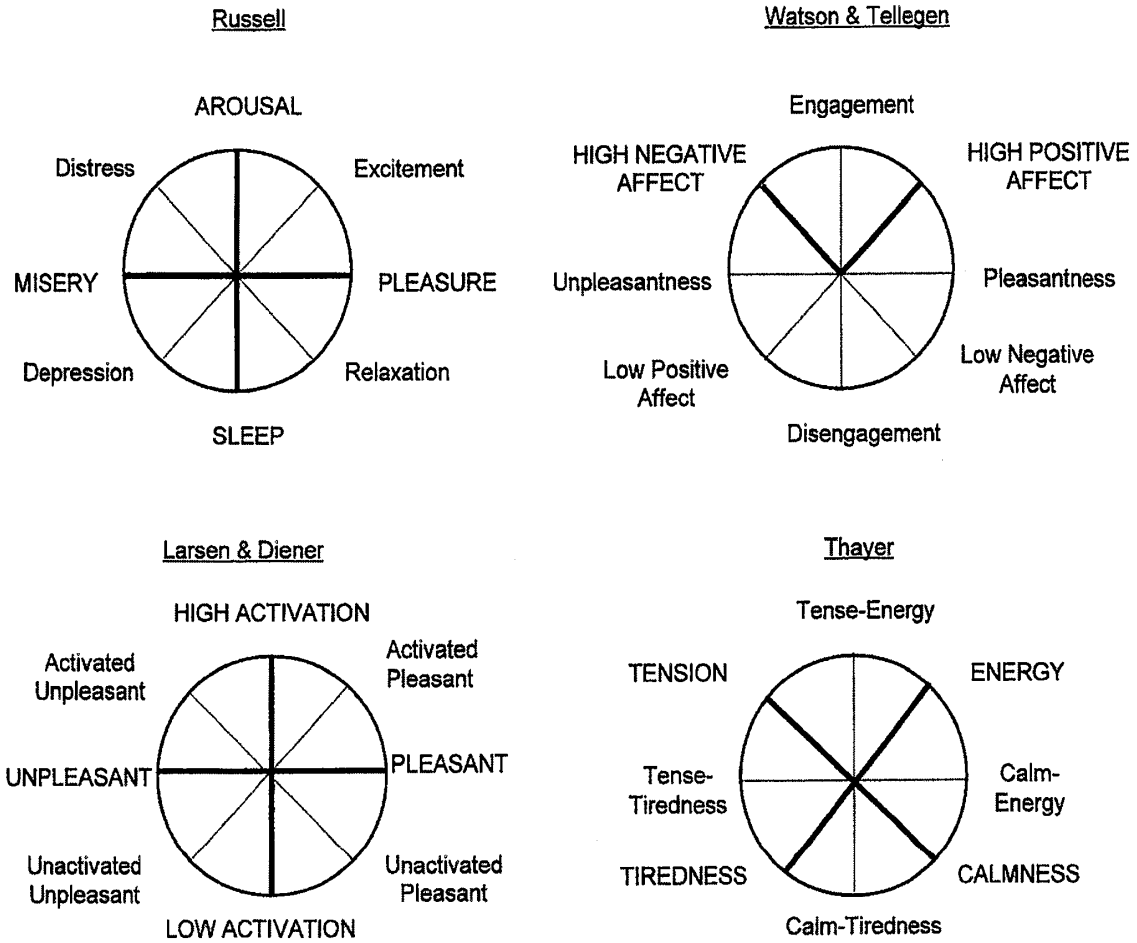 Russell
AROUSAL
Distress
Excitement
MISERY
PLEASURE
Depression
Relaxation
SLEEP
Watson & Tellegen
Engagement
HIGH NEGATIVE
AFFECT
HIGH POSITIVE
AFFECT
Unpleasantness
Pleasantness
Low Positive
Affect
Low Negative
Affect
Disengagement
Larsen & Diener
HIGH ACTIVATION
Activated
Unpleasant
Activated
Pleasant
UNPLEASANT
PLEASANT
Unactivated
Unpleasant
Unactivated
Pleasant
LOW ACTIVATION
Thayer
Tense-Energy
TENSION
ENERGY
Tense-
Tiredness
Calm-
Energy
TIREDNESS
CALMNESS
Calm-Tiredness